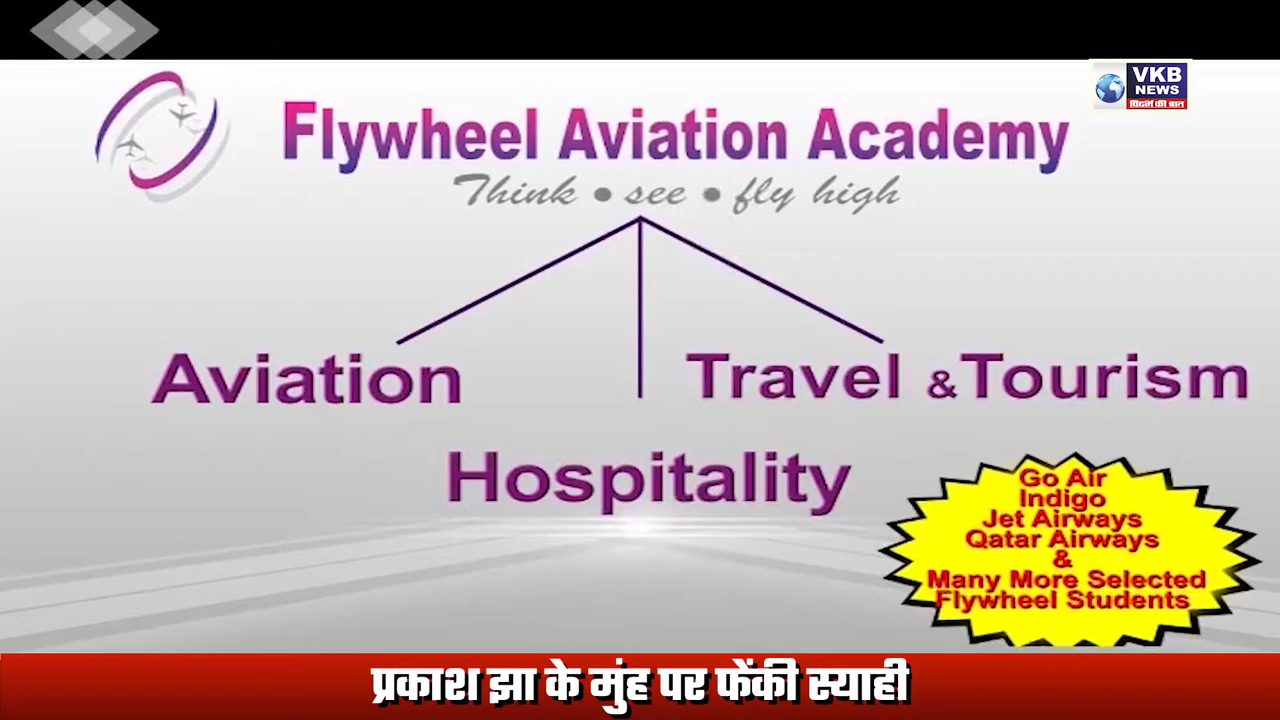 VKB
NEWS
विदर्भ की बात
Flywheel Aviation Academy
Think • see • fly high
Aviation
Travel & Tourism
Hospitality
Go Air
Indigo
Jet Airways
Qatar Airways
&
Many More Selected
Flywheel Students
प्रकाश झा के मुंह पर फेंकी स्याही